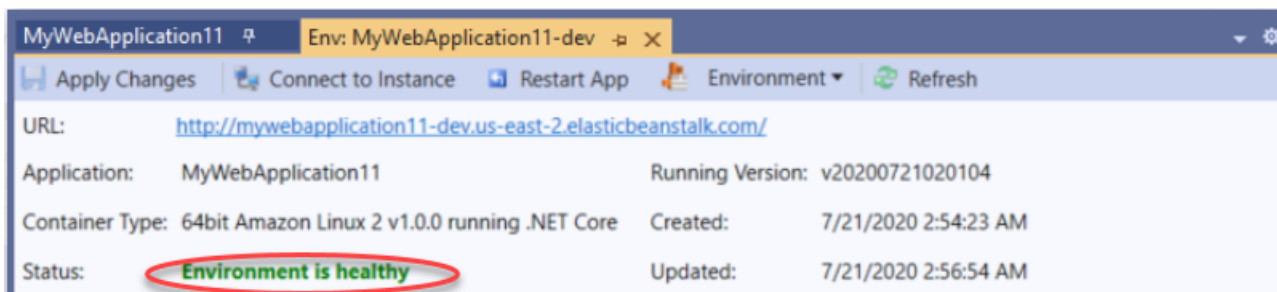 MyWebApplication11 Env: MyWebApplication11-dev
Apply Changes Connect to Instance Restart App Environment Refresh
URL: http://mywebapplication11-dev.us-east-2.elasticbeanstalk.com/
Application: MyWebApplication11 Running Version: v20200721020104
Container Type: 64bit Amazon Linux 2 v1.0.0 running .NET Core Created: 7/21/2020 2:54:23 AM
Status: Environment is healthy Updated: 7/21/2020 2:56:54 AM